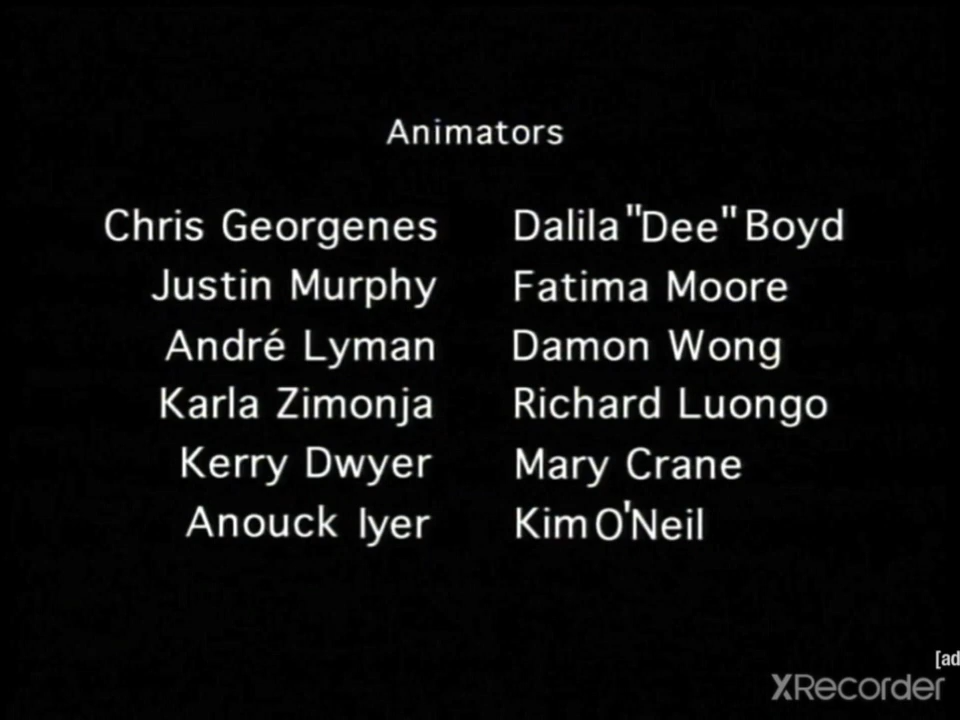 Animators
Chris Georgenes Dalila "Dee" Boyd
Justin Murphy Fatima Moore
André Lyman Damon Wong
Karla Zimonja Richard Luongo
Kerry Dwyer Mary Crane
Anouck Iyer Kim O'Neil
[ad
XRecorder